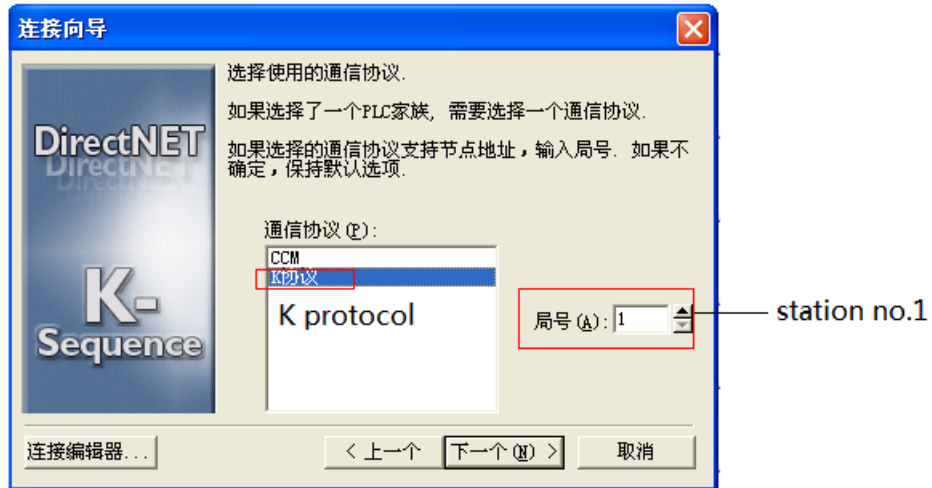 连接向导
选择使用的通信协议.
如果选择了一个PLC家族, 需要选择一个通信协议.
如果选择的通信协议支持节点地址，输入局号. 如果不
确定，保持默认选项.
DirectNET
DirectNET
DirectNET
通信协议(P):
CCM
K协议
K protocol
局号(A): 1
station no.1
K-
Sequence
连接编辑器...
< 上一个
下一个(N) >
取消